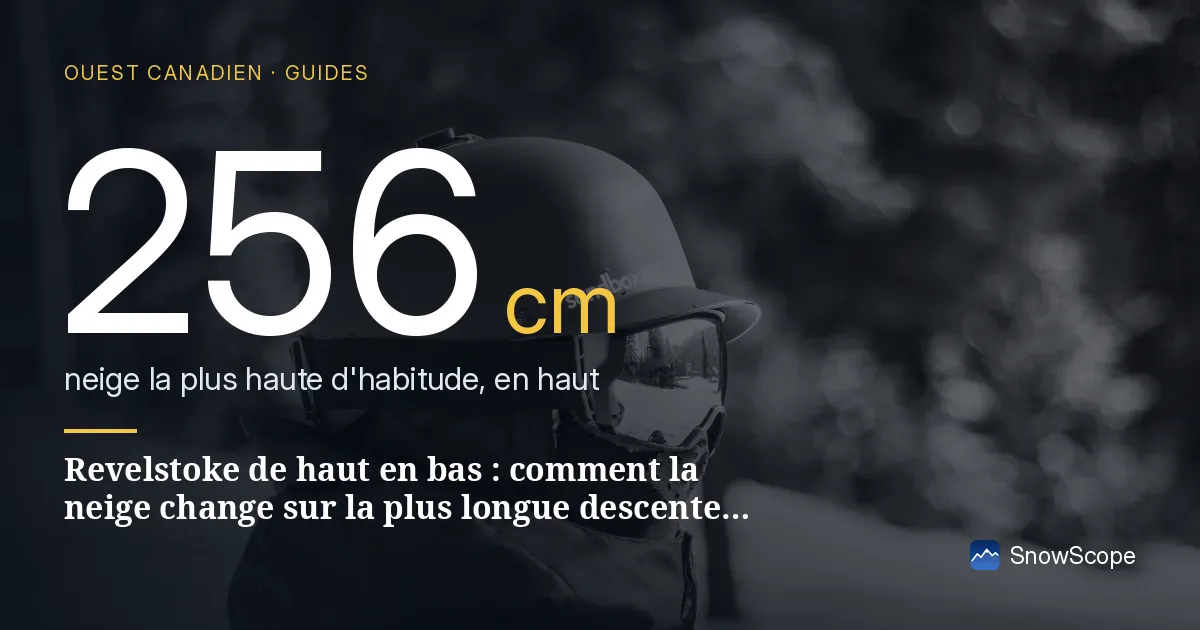 OUEST CANADIEN · GUIDES
256 cm
neige la plus haute d'habitude, en haut
Revelstoke de haut en bas : comment la
neige change sur la plus longue descente…
SnowScope